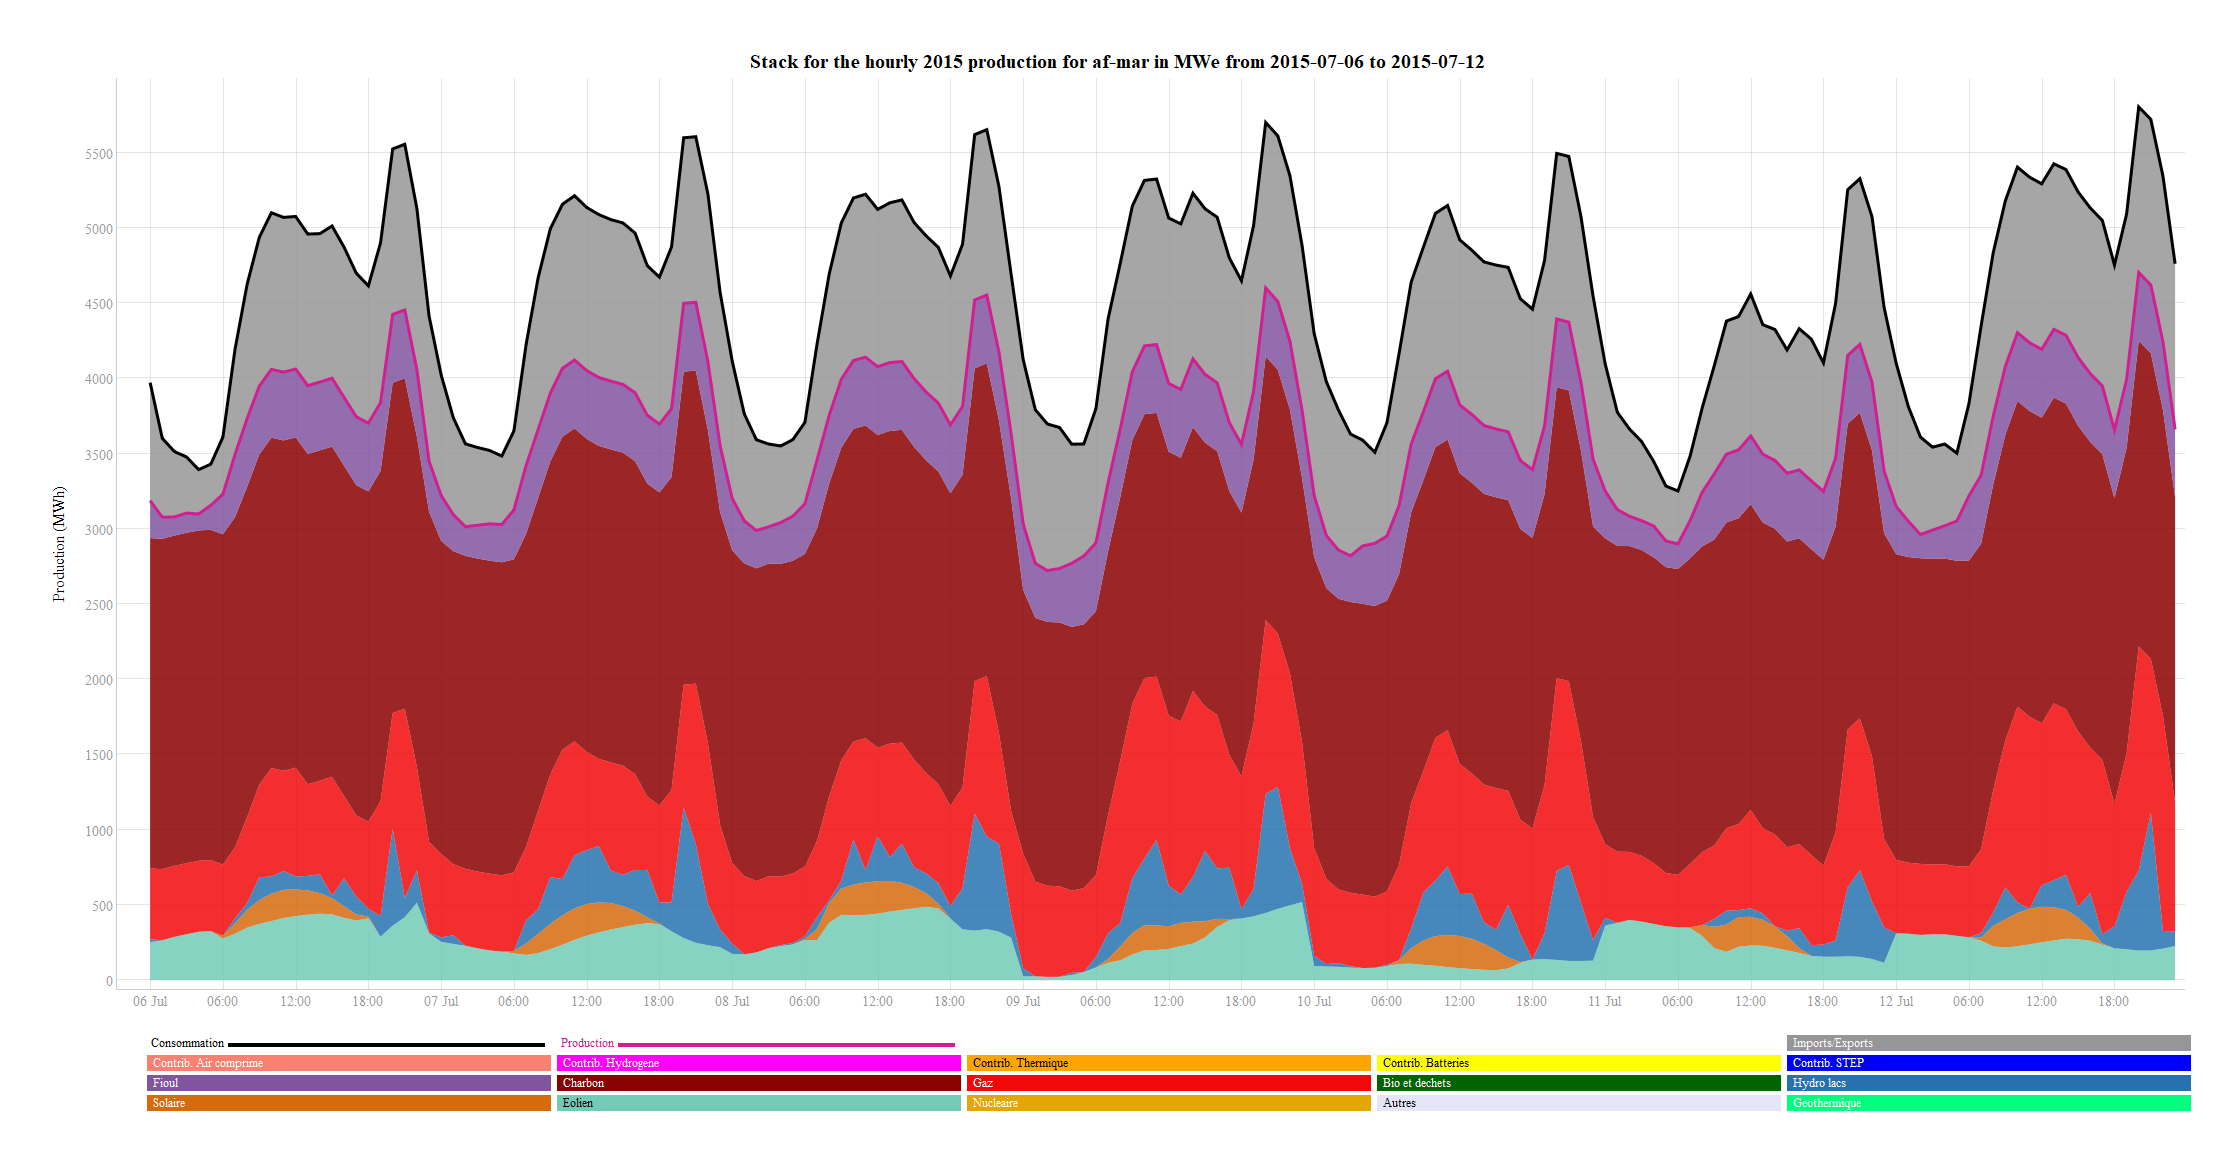 Stack for the hourly 2015 production for af-mar in MWe from 2015-07-06 to 2015-07-12
Production (MWh)
5500
5000
4500
4000
3500
3000
2500
2000
1500
1000
500
0
06 Jul 06:00 12:00 18:00 07 Jul 06:00 12:00 18:00 08 Jul 06:00 12:00 18:00 09 Jul 06:00 12:00 18:00 10 Jul 06:00 12:00 18:00 11 Jul 06:00 12:00 18:00 12 Jul 06:00 12:00 18:00
Consommation Production Imports/Exports
Contrib. Air comprime Contrib. Hydrogene Contrib. Thermique Contrib. Batteries Contrib. STEP
Fioul Charbon Gaz Bio et dechets Hydro lacs
Solaire Eolien Nucleaire Autres Geothermique